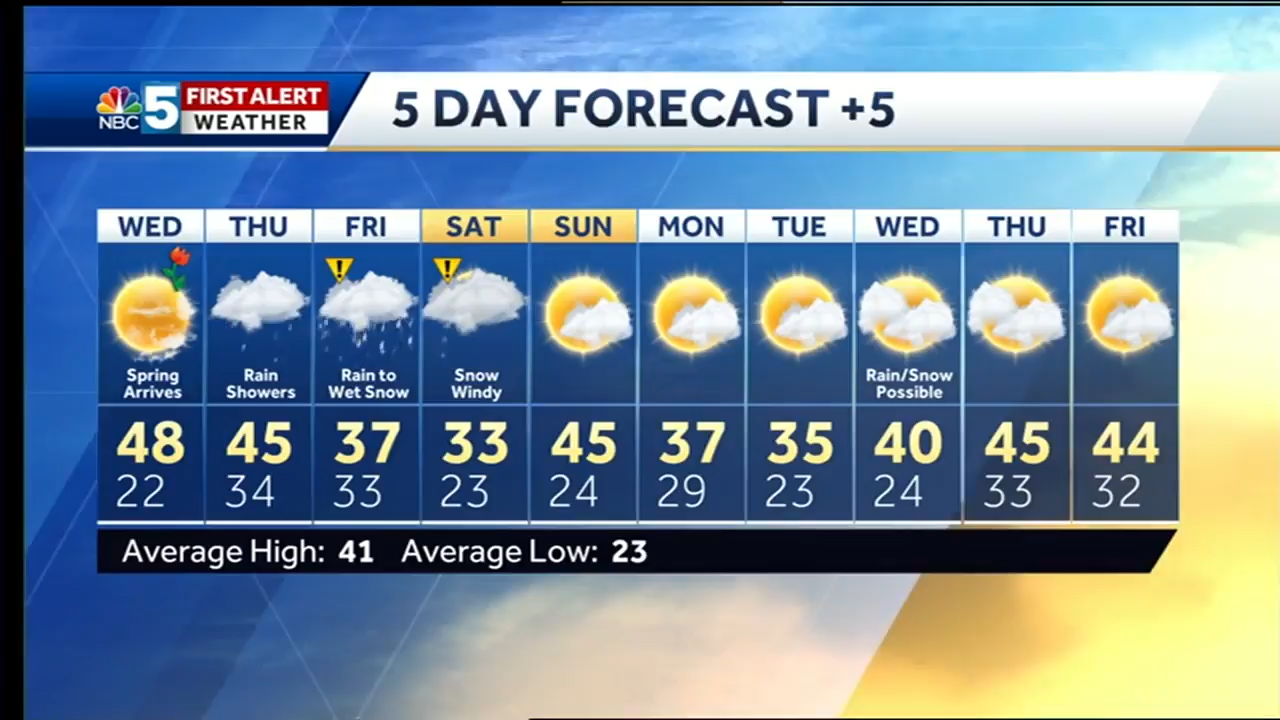 NBC 5 FIRST ALERT
WEATHER
5 DAY FORECAST +5
WED THU FRI SAT SUN MON TUE WED THU FRI
! !
Spring Arrives
Rain Showers
Rain to Wet Snow
Snow Windy
Rain/Snow Possible
48 45 37 33 45 37 35 40 45 44
22 34 33 23 24 29 23 24 33 32
Average High: 41 Average Low: 23